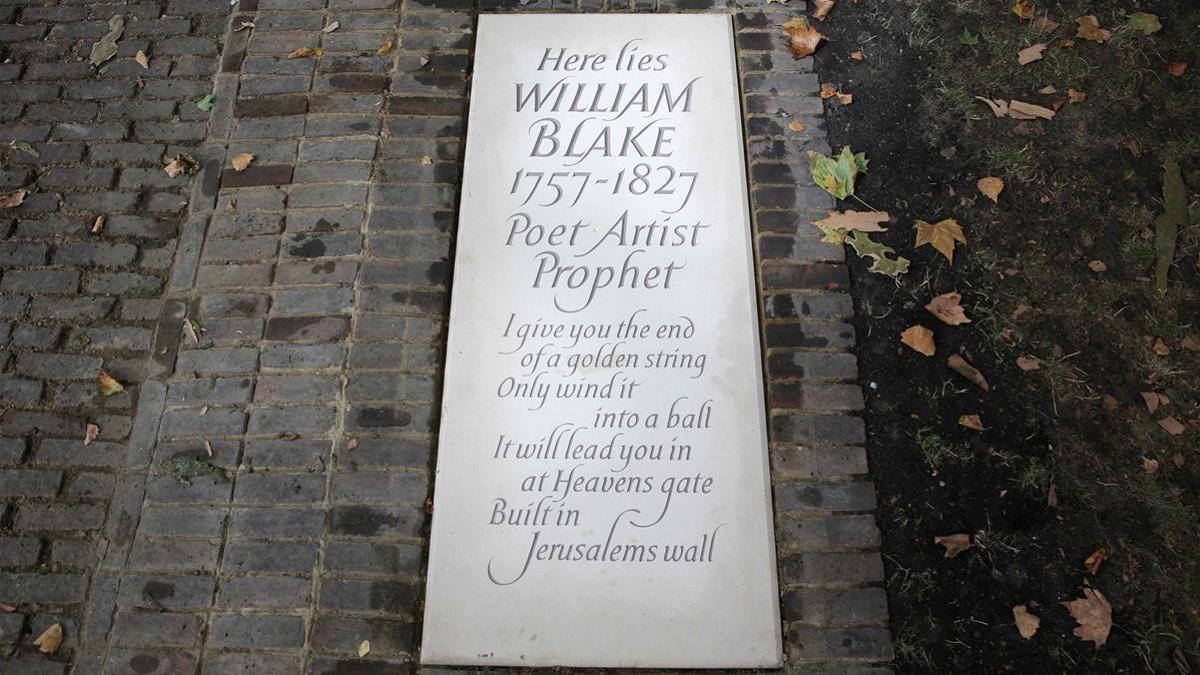 Here lies
WILLIAM
BLAKE
1757-1827
Poet Artist
Prophet
I give you the end
of a golden string
Only wind it
into a ball
It will lead you in
at Heavens gate
Built in
Jerusalems wall